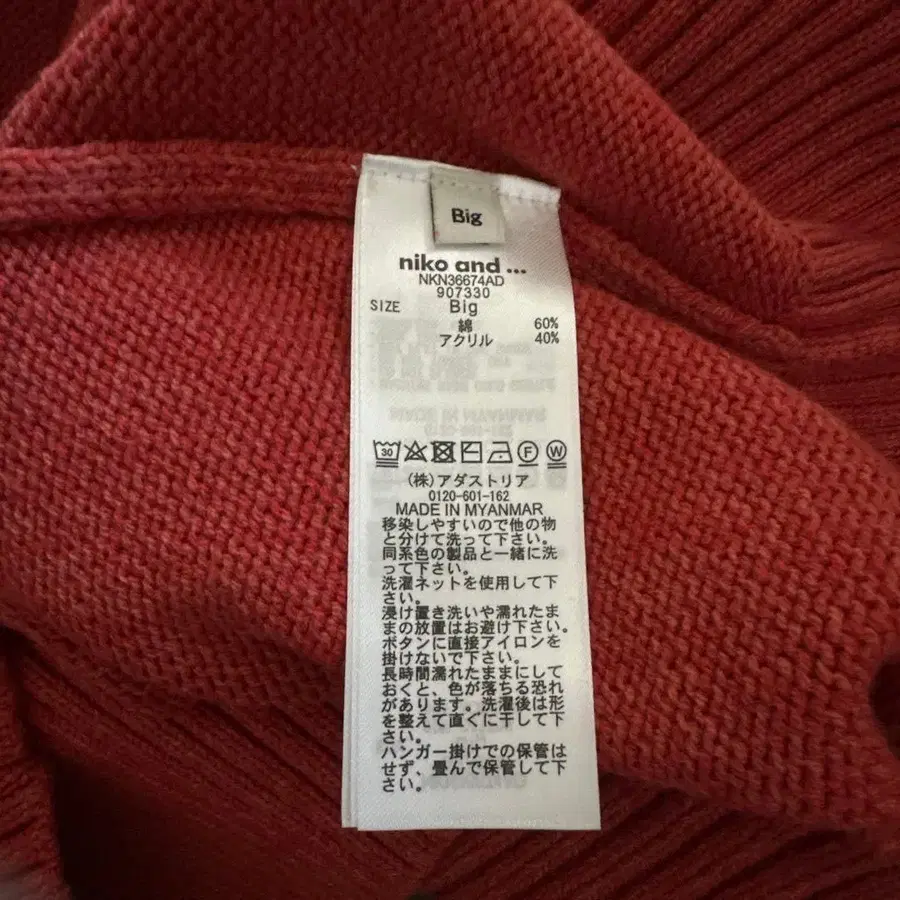 Big
niko and ...
NKN36674AD
907330
SIZE Big
綿 60%
アクリル 40%
30 F W
(株)アダストリア
0120-601-162
MADE IN MYANMAR
移染しやすいので他の物
と分けて洗って下さい。
同系色の製品と一緒に洗
って下さい。
洗濯ネットを使用して下
さい。
浸け置き洗いや濡れたま
まの放置はお避け下さい。
ボタンに直接アイロンを
掛けないで下さい。
長時間濡れたままにして
おくと、色が落ちる恐れ
があります。洗濯後は形
を整えて直ぐに干して下
さい。
ハンガー掛けでの保管は
せず、畳んで保管して下
さい。